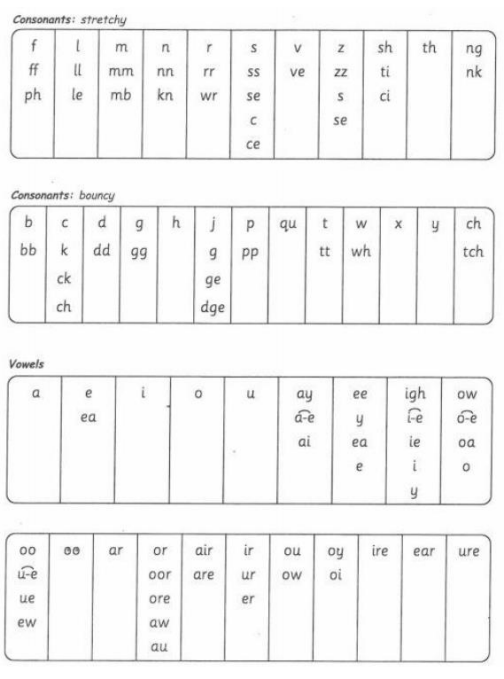 Consonants: stretchy
f l m n r s v z sh th ng
ff ll mm nn rr ss ve zz ti nk
ph le mb kn wr se s ci
c se
ce
Consonants: bouncy
b c d g h j p qu t w x y ch
bb k dd gg g pp tt wh tch
ck ge
ch dge
Vowels
a e i o u ay ee igh ow
ea a-e y i-e o-e
ai ea ie oa
e i o
y
oo oo ar or air ir ou oy ire ear ure
u-e oor are ur ow oi
ue ore er
ew aw
au